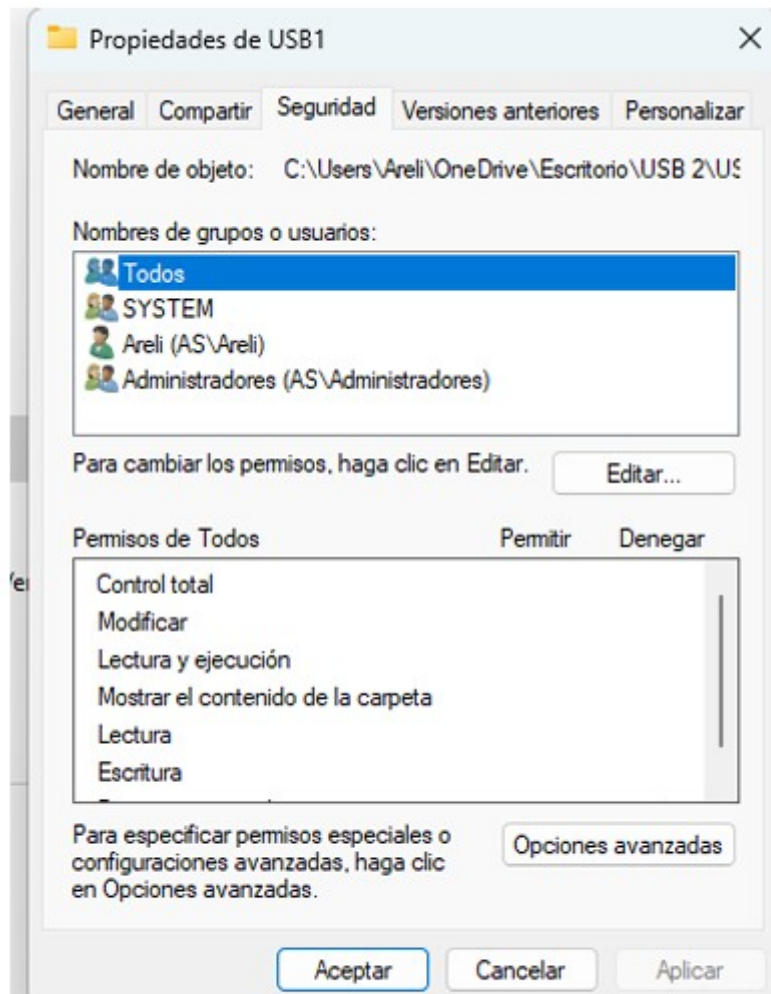 Propiedades de USB1
General Compartir Seguridad Versiones anteriores Personalizar
Nombre de objeto: C:\Users\Areli\OneDrive\Escritorio\USB 2\US
Nombres de grupos o usuarios:
Todos
SYSTEM
Areli (AS\Areli)
Administradores (AS\Administradores)
Para cambiar los permisos, haga clic en Editar. Editar...
Permisos de Todos Permitir Denegar
Control total
Modificar
Lectura y ejecución
Mostrar el contenido de la carpeta
Lectura
Escritura
Para especificar permisos especiales o
configuraciones avanzadas, haga clic
en Opciones avanzadas.
Opciones avanzadas
Aceptar Cancelar Aplicar